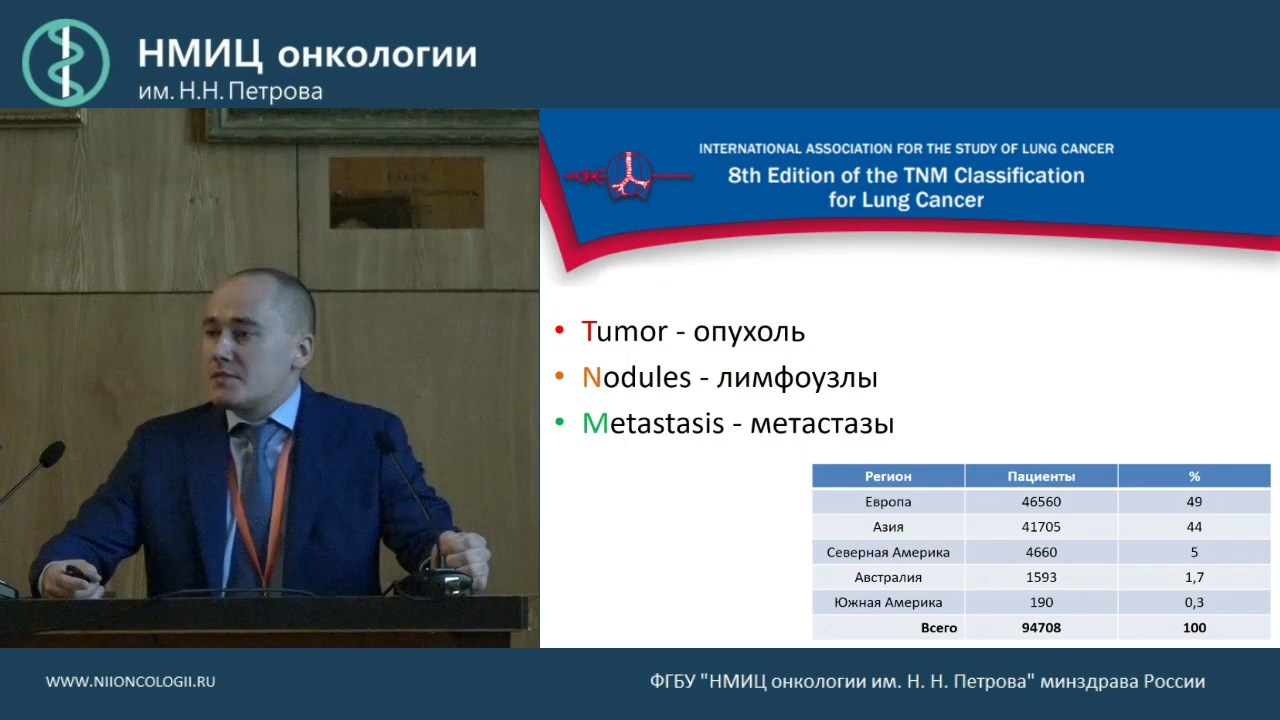 НМИЦ онкологии
им. Н.Н. Петрова
INTERNATIONAL ASSOCIATION FOR THE STUDY OF LUNG CANCER
8th Edition of the TNM Classification
for Lung Cancer
• Tumor - опухоль
• Nodules - лимфоузлы
• Metastasis - метастазы
Регион Пациенты %
Европа 46560 49
Азия 41705 44
Северная Америка 4660 5
Австралия 1593 1,7
Южная Америка 190 0,3
Всего 94708 100
WWW.NIIONCOLOGII.RU
ФГБУ "НМИЦ онкологии им. Н. Н. Петрова" минздрава России